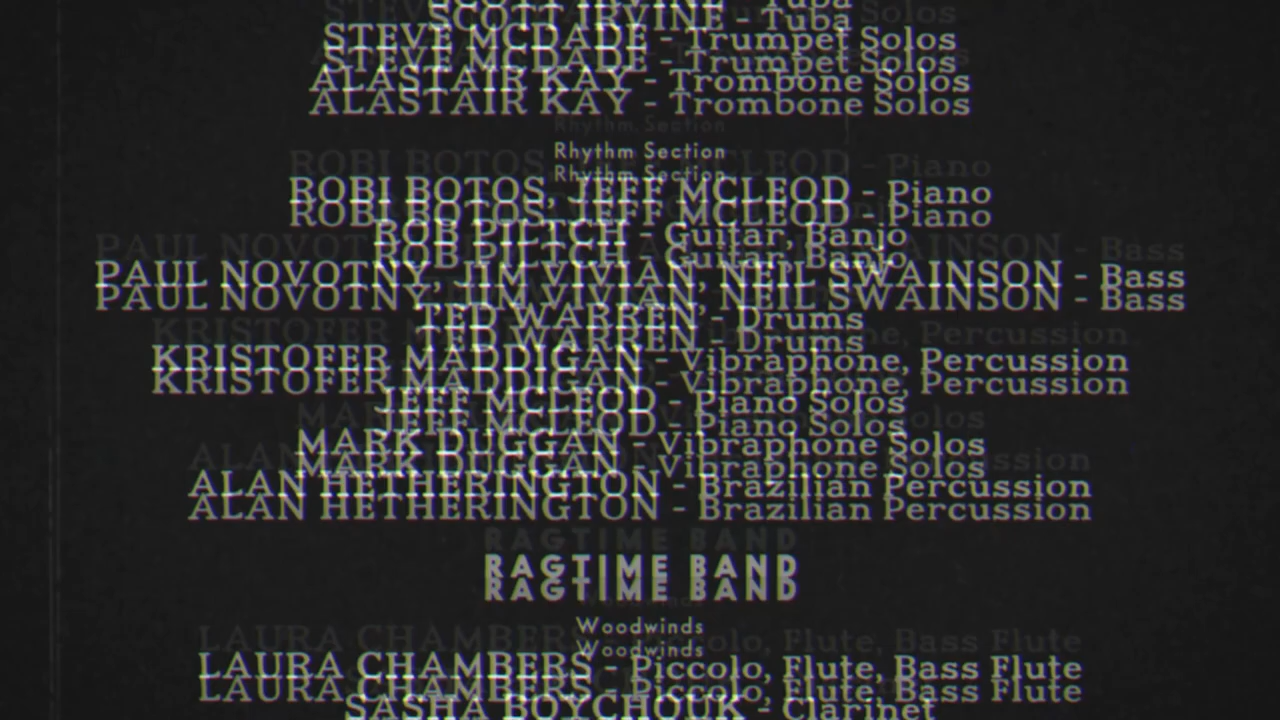 SCOTT IRVINE - Tuba
STEVE MCDADE - Trumpet Solos
ALASTAIR KAY - Trombone Solos
Rhythm Section
ROBI BOTOS, JEFF MCLEOD - Piano
ROB PILTCH - Guitar, Banjo
PAUL NOVOTNY, JIM VIVIAN, NEIL SWAINSON - Bass
TED WARREN - Drums
KRISTOFER MADDIGAN - Vibraphone, Percussion
JEFF MCLEOD - Piano Solos
MARK DUGGAN - Vibraphone Solos
ALAN HETHERINGTON - Brazilian Percussion
RAGTIME BAND
Woodwinds
LAURA CHAMBERS - Piccolo, Flute, Bass Flute
SASHA BOYCHOUK - Clarinet